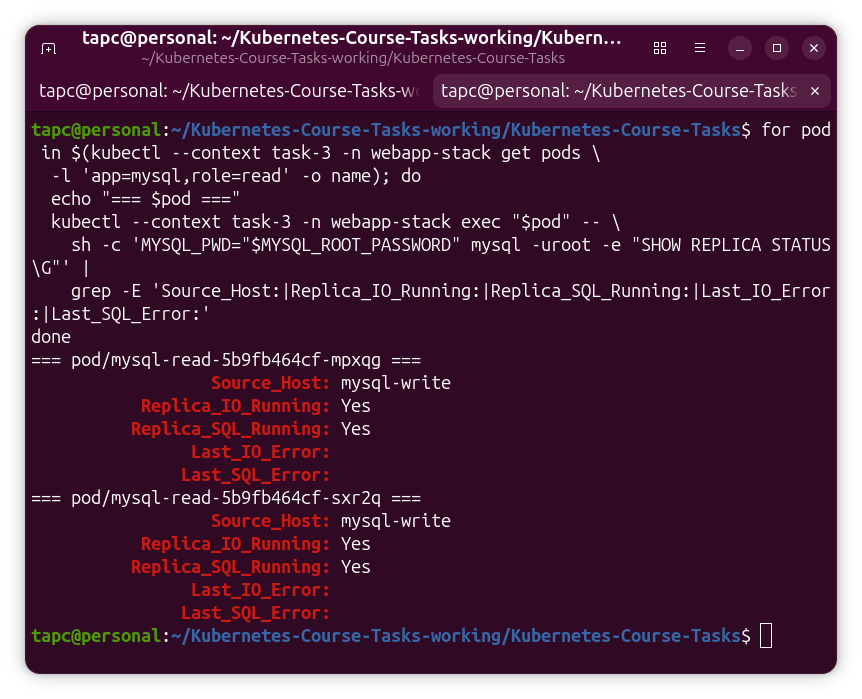 tapc@personal: ~/Kubernetes-Course-Tasks-working/Kubern...
~/Kubernetes-Course-Tasks-working/Kubernetes-Course-Tasks
tapc@personal: ~/Kubernetes-Course-Tasks-wo
tapc@personal: ~/Kubernetes-Course-Tasks
tapc@personal:~/Kubernetes-Course-Tasks-working/Kubernetes-Course-Tasks$ for pod
 in $(kubectl --context task-3 -n webapp-stack get pods \
  -l 'app=mysql,role=read' -o name); do
  echo "=== $pod ==="
  kubectl --context task-3 -n webapp-stack exec "$pod" -- \
    sh -c 'MYSQL_PWD="$MYSQL_ROOT_PASSWORD" mysql -uroot -e "SHOW REPLICA STATUS
\G"' |
    grep -E 'Source_Host:|Replica_IO_Running:|Replica_SQL_Running:|Last_IO_Error
:|Last_SQL_Error:'
done
=== pod/mysql-read-5b9fb464cf-mpxqg ===
                  Source_Host: mysql-write
           Replica_IO_Running: Yes
          Replica_SQL_Running: Yes
                Last_IO_Error:
               Last_SQL_Error:
=== pod/mysql-read-5b9fb464cf-sxr2q ===
                  Source_Host: mysql-write
           Replica_IO_Running: Yes
          Replica_SQL_Running: Yes
                Last_IO_Error:
               Last_SQL_Error:
tapc@personal:~/Kubernetes-Course-Tasks-working/Kubernetes-Course-Tasks$